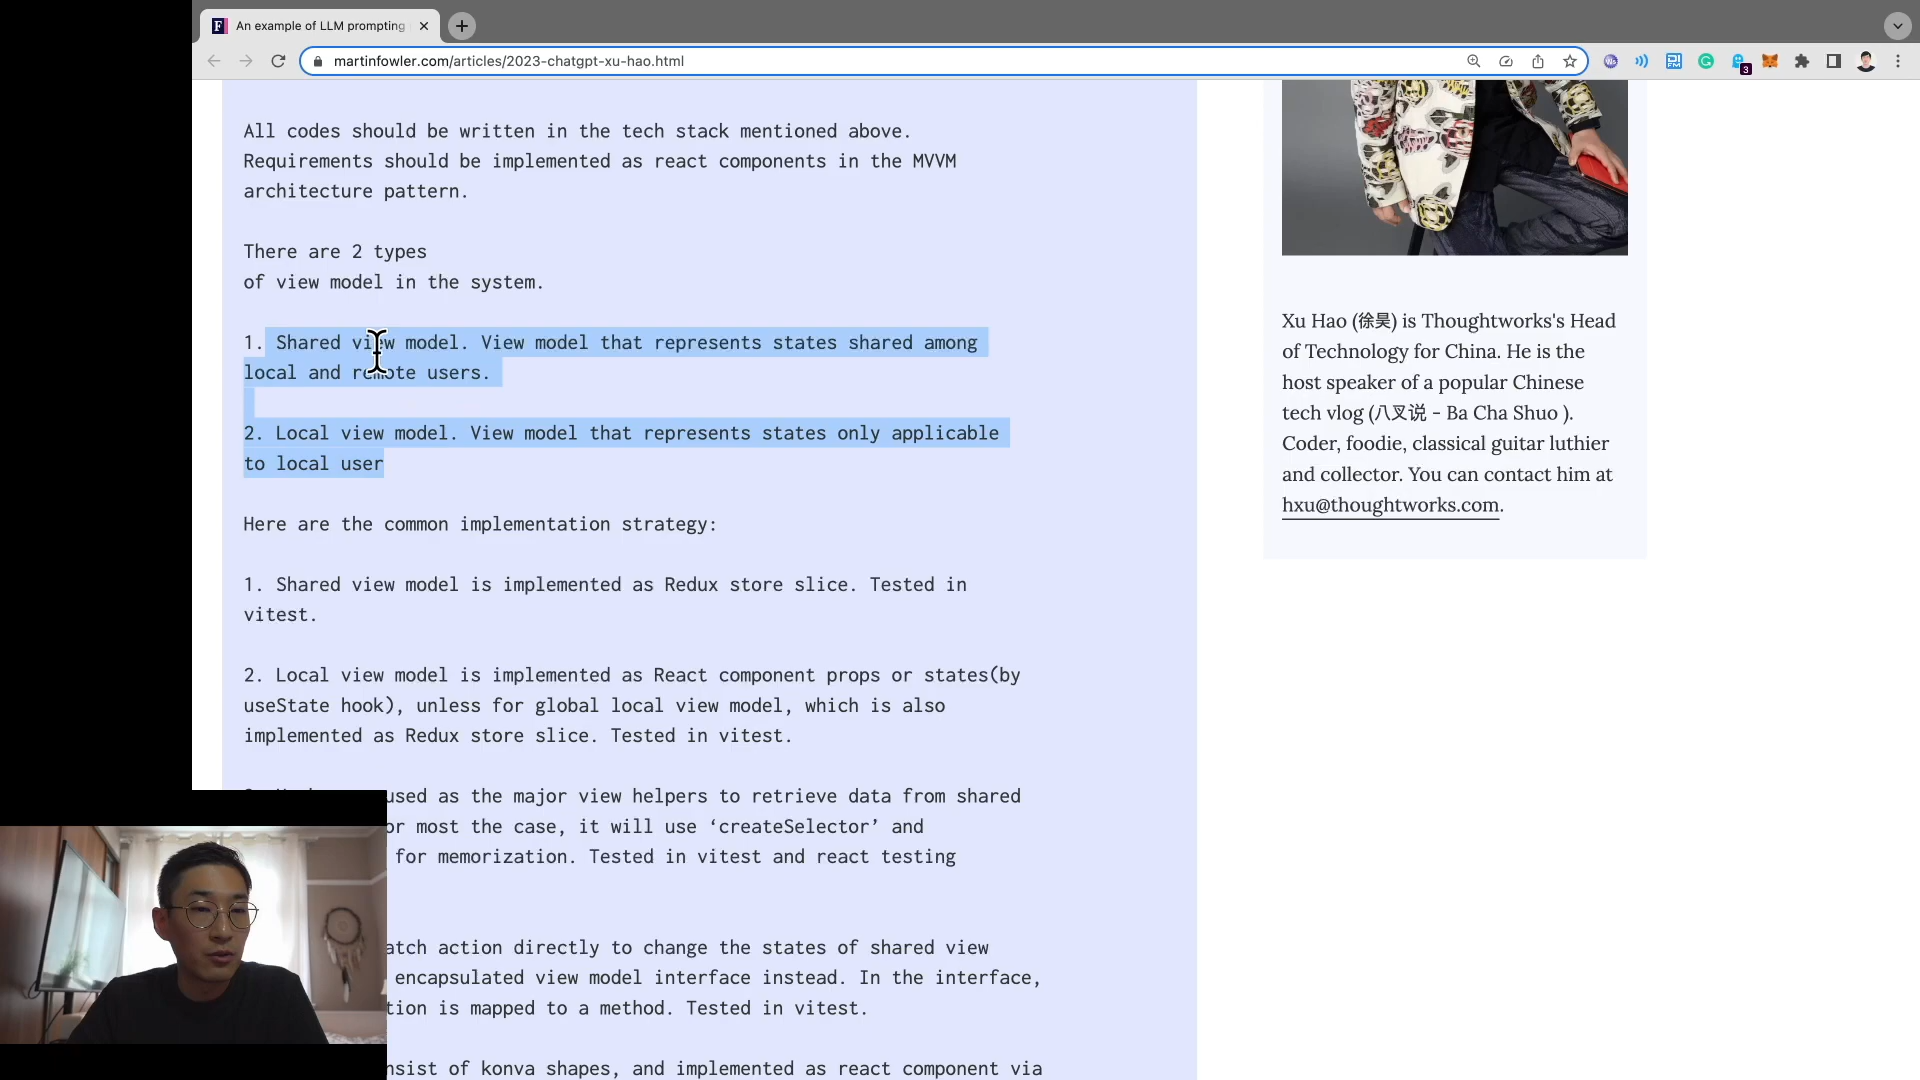 An example of LLM prompting
martinfowler.com/articles/2023-chatgpt-xu-hao.html
3
All codes should be written in the tech stack mentioned above.
Requirements should be implemented as react components in the MVVM
architecture pattern.
There are 2 types
of view model in the system.
1. Shared view model. View model that represents states shared among
local and remote users.
2. Local view model. View model that represents states only applicable
to local user
Here are the common implementation strategy:
1. Shared view model is implemented as Redux store slice. Tested in
vitest.
2. Local view model is implemented as React component props or states(by
useState hook), unless for global local view model, which is also
implemented as Redux store slice. Tested in vitest.
used as the major view helpers to retrieve data from shared
or most the case, it will use ‘createSelector’ and
for memorization. Tested in vitest and react testing
atch action directly to change the states of shared view
encapsulated view model interface instead. In the interface,
tion is mapped to a method. Tested in vitest.
nsist of konva shapes, and implemented as react component via
Xu Hao (徐昊) is Thoughtworks's Head
of Technology for China. He is the
host speaker of a popular Chinese
tech vlog (八叉说 - Ba Cha Shuo ).
Coder, foodie, classical guitar luthier
and collector. You can contact him at
hxu@thoughtworks.com.